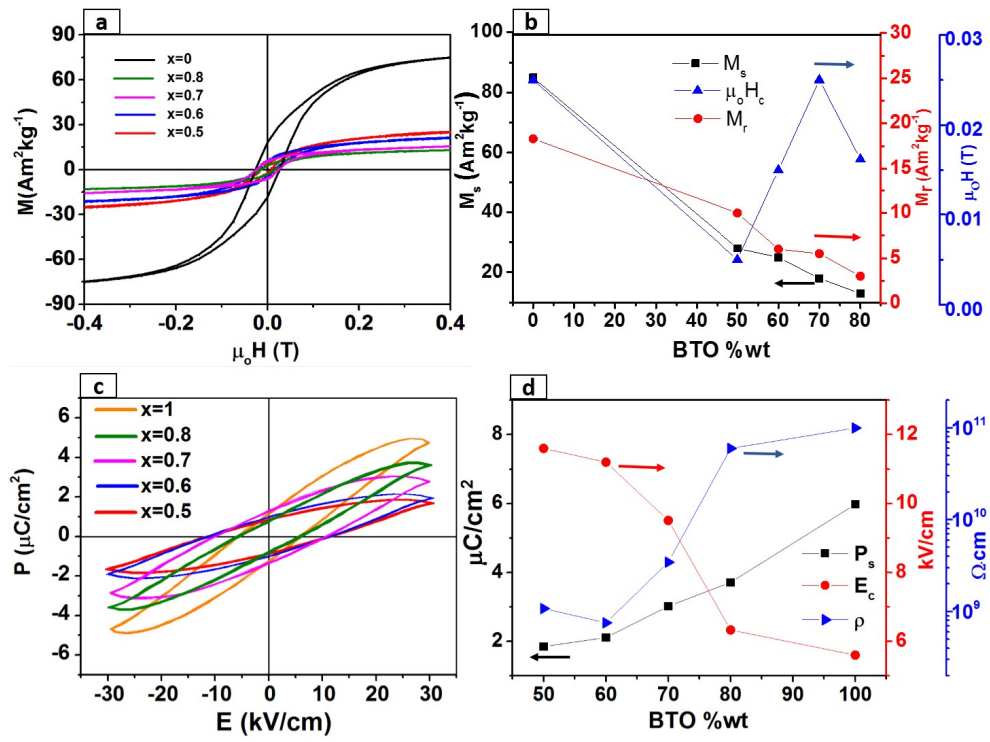 a
M(Am²kg⁻¹)
90
60
30
0
-30
-60
-90
x=0
x=0.8
x=0.7
x=0.6
x=0.5
-0.4
-0.2
0.0
0.2
0.4
μₒH (T)
b
Mₛ (Am²kg⁻¹)
100
80
60
40
20
Mₛ
μₒH꜀
Mᵣ
0
10
20
30
40
50
60
70
80
BTO %wt
30
25
20
15
10
5
0
Mr (Am²kg⁻¹)
0.03
0.02
0.01
0.00
μₒH (T)
c
P (μC/cm²)
6
4
2
0
-2
-4
-6
x=1
x=0.8
x=0.7
x=0.6
x=0.5
-30
-20
-10
0
10
20
30
E (kV/cm)
d
μC/cm²
8
6
4
2
Pₛ
E꜀
ρ
50
60
70
80
90
100
BTO %wt
12
10
8
6
kV/cm
10¹¹
10¹⁰
10⁹
Ω·cm